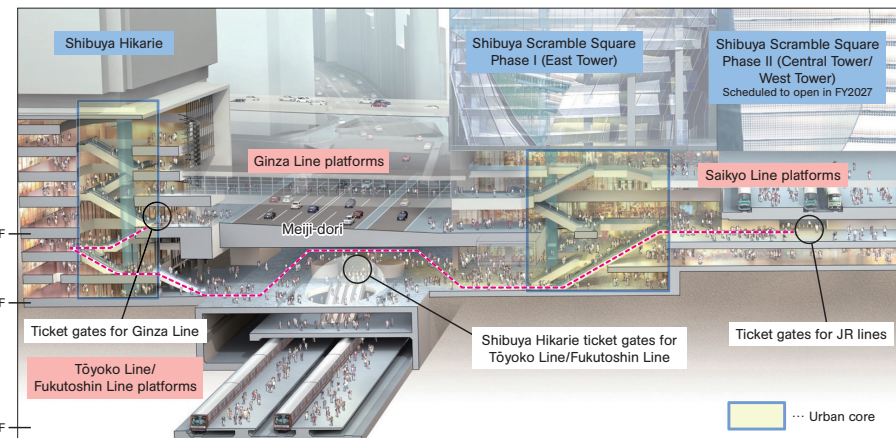 Shibuya Hikarie
Shibuya Scramble Square
Phase I (East Tower)
Shibuya Scramble Square
Phase II (Central Tower/
West Tower)
Scheduled to open in FY2027
Ginza Line platforms
Saikyo Line platforms
Meiji-dori
F
F
Ticket gates for Ginza Line
Shibuya Hikarie ticket gates for
Tōyoko Line/Fukutoshin Line
Ticket gates for JR lines
Tōyoko Line/
Fukutoshin Line platforms
··· Urban core
F